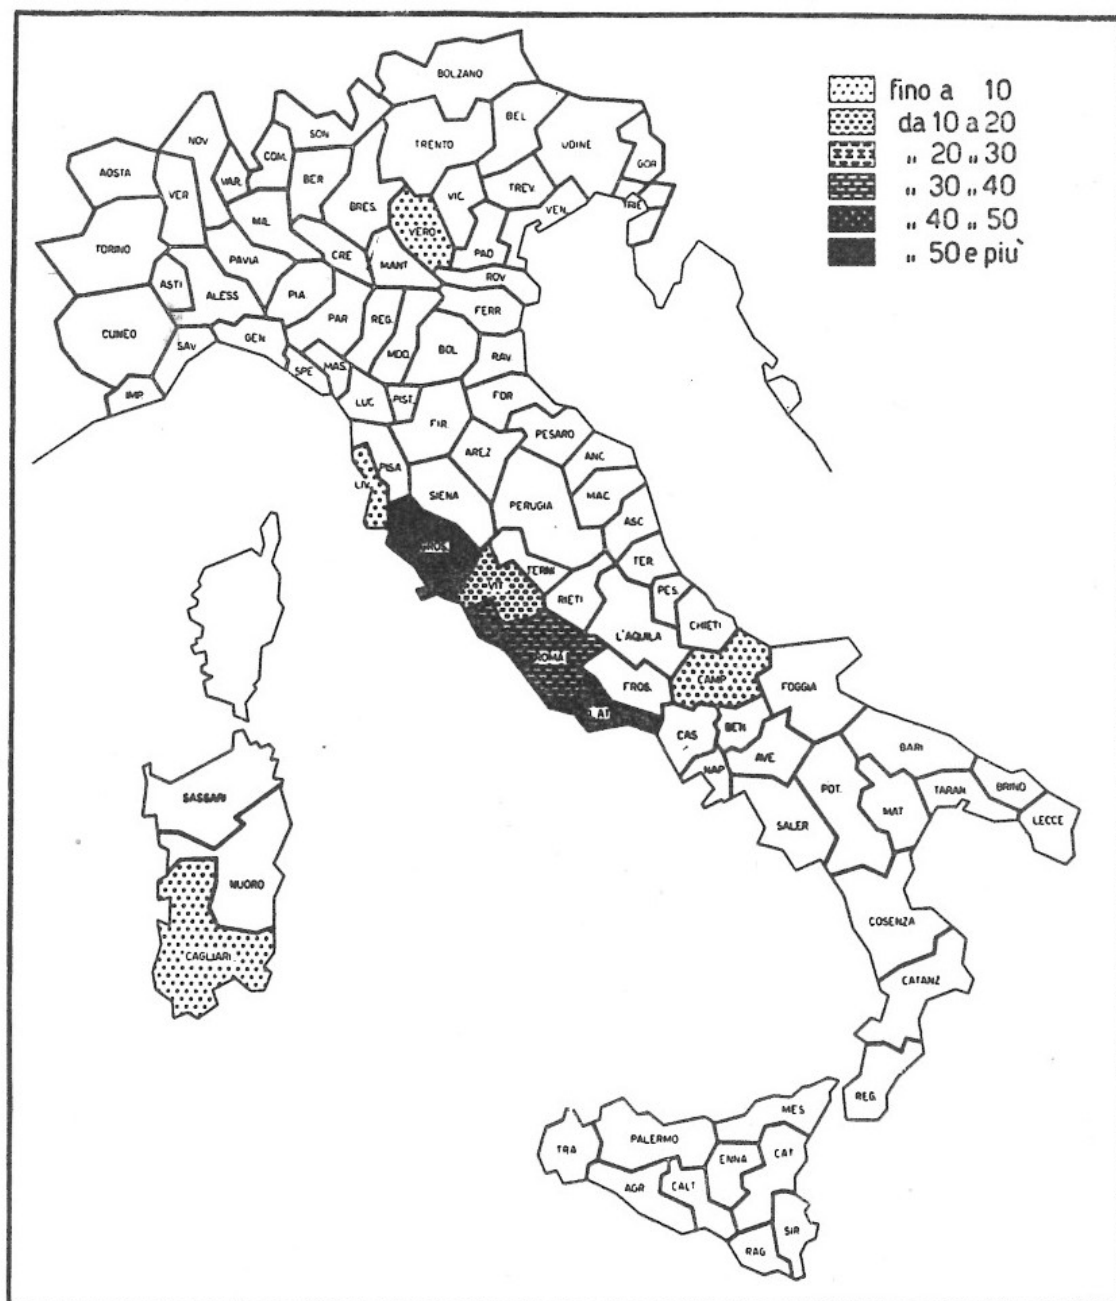 fino a 10
da 10 a 20
" 20 " 30
" 30 " 40
" 40 " 50
" 50 e più
BOLZANO
SON
TRENTO
BEL
UDINE
GOR
TRIE
NOV
COM.
VAR.
BER
BRES.
AOSTA
VER
MIL.
VERO
VIC.
TREV.
VEN.
PAD
ROV
TORINO
ASTI
PAVIA
CRE
MANT
ALESS
PIA
PAR
REG.
MOD.
BOL
FERR
RAV.
CUNEO
SAV
GEN.
SPE
MAS.
IMP.
LUC
PIST.
FIR.
FOR
PESARO
ANC
AREZ
PISA
LIV.
SIENA
PERUGIA
MAC.
ASC
GROS.
VIT
TERNI
TER.
RIETI
PES.
CHIETI
L'AQUILA
ROMA
FROS.
LAT
CAMP
FOGGIA
CAS.
BEN
NAP
AVE
BARI
POT.
MAT
TARAN
BRIND
LECCE
SALER
SASSARI
NUORO
CAGLIARI
COSENZA
CATANZ
REG.
MES.
TRA
PALERMO
ENNA
CAT
AGR
CALT
SIR
RAG